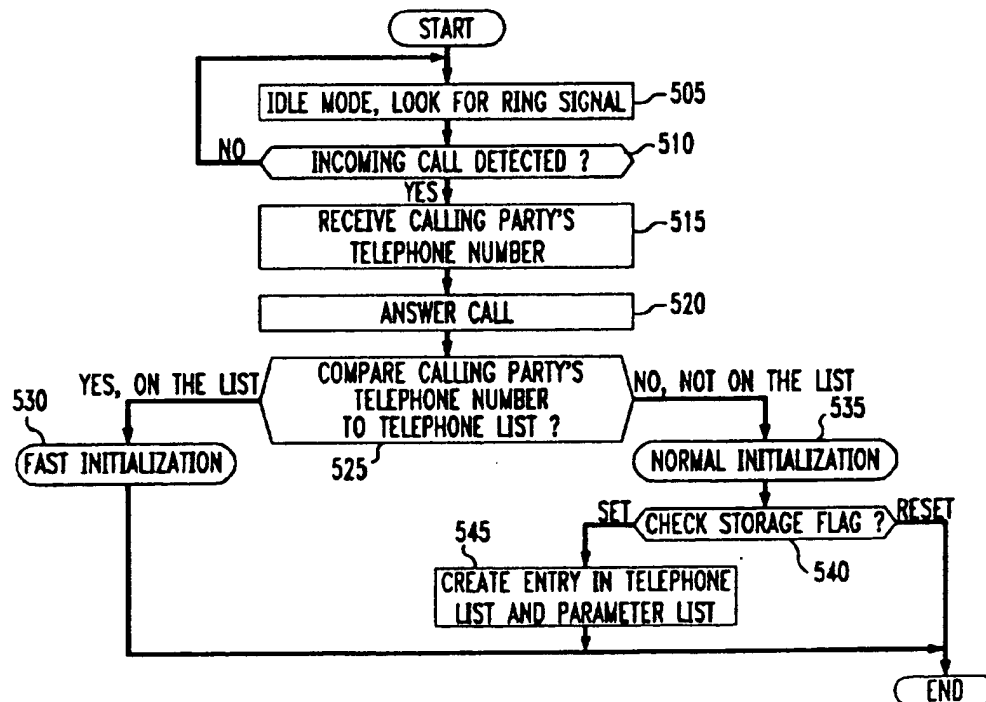 START
IDLE MODE, LOOK FOR RING SIGNAL
505
NO
INCOMING CALL DETECTED ?
510
YES
RECEIVE CALLING PARTY'S
TELEPHONE NUMBER
515
ANSWER CALL
520
YES, ON THE LIST
COMPARE CALLING PARTY'S
TELEPHONE NUMBER
TO TELEPHONE LIST ?
NO, NOT ON THE LIST
525
530
FAST INITIALIZATION
535
NORMAL INITIALIZATION
SET
CHECK STORAGE FLAG ?
RESET
540
545
CREATE ENTRY IN TELEPHONE
LIST AND PARAMETER LIST
END